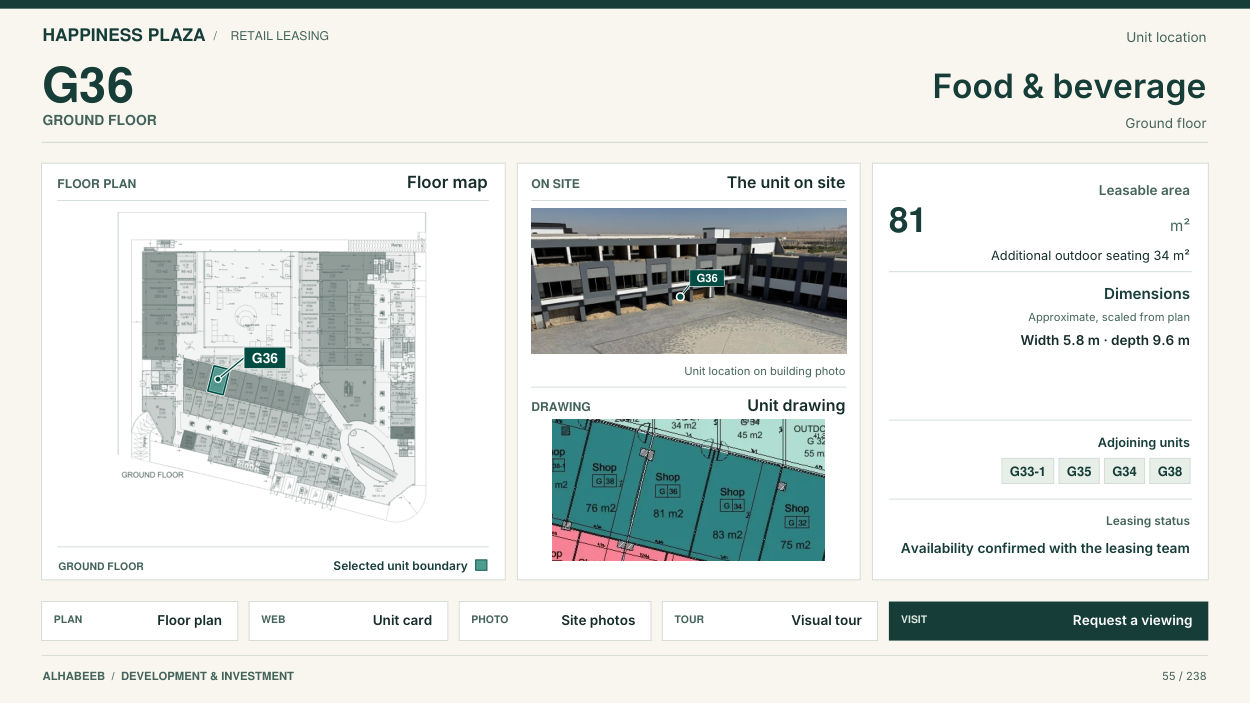 HAPPINESS PLAZA / RETAIL LEASING
Unit location
G36
GROUND FLOOR
Food & beverage
Ground floor
FLOOR PLAN
Floor map
G36
GROUND FLOOR
GROUND FLOOR
Selected unit boundary
ON SITE
The unit on site
G36
Unit location on building photo
DRAWING
Unit drawing
34 m2
45 m2
OUTDO
G 32
55 m
m2
Shop
G 38
76 m2
Shop
G 36
81 m2
Shop
G 34
83 m2
Shop
G 32
75 m2
Shop
Leasable area
81 m²
Additional outdoor seating 34 m²
Dimensions
Approximate, scaled from plan
Width 5.8 m · depth 9.6 m
Adjoining units
G33-1 G35 G34 G38
Leasing status
Availability confirmed with the leasing team
PLAN Floor plan
WEB Unit card
PHOTO Site photos
TOUR Visual tour
VISIT Request a viewing
ALHABEEB / DEVELOPMENT & INVESTMENT
55 / 238